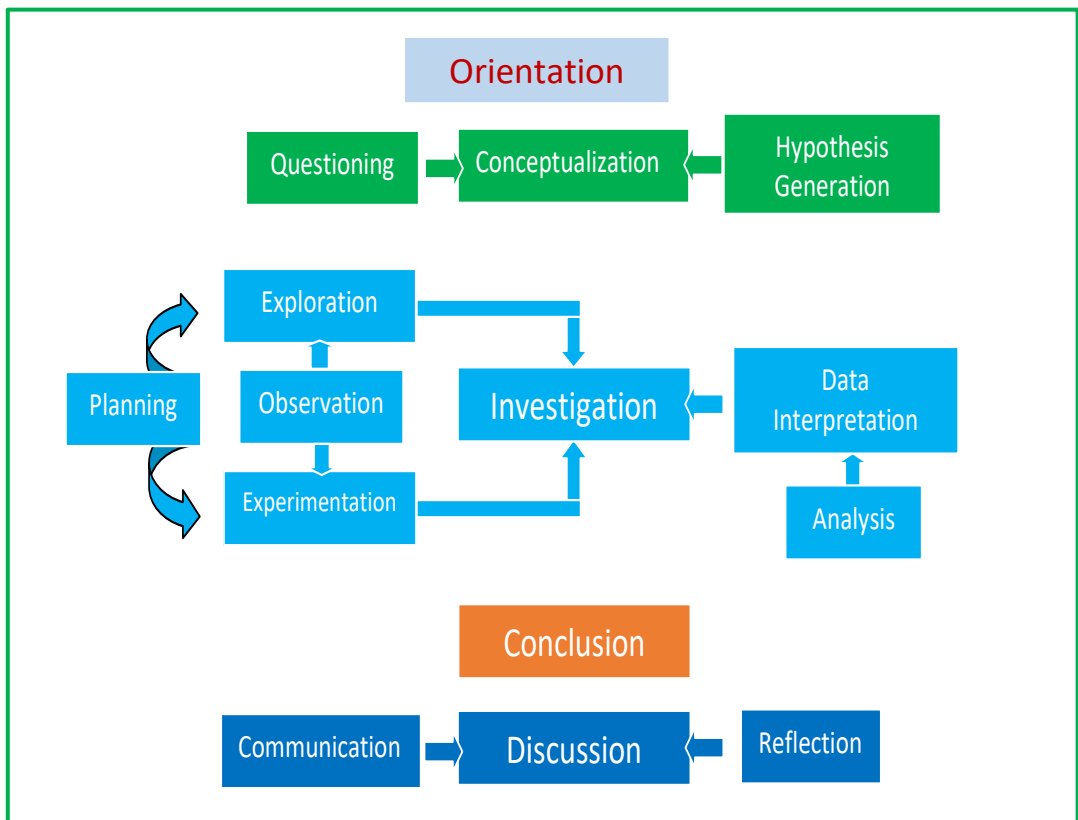 Orientation
Questioning
Conceptualization
Hypothesis
Generation
Exploration
Planning
Observation
Investigation
Data
Interpretation
Experimentation
Analysis
Conclusion
Communication
Discussion
Reflection